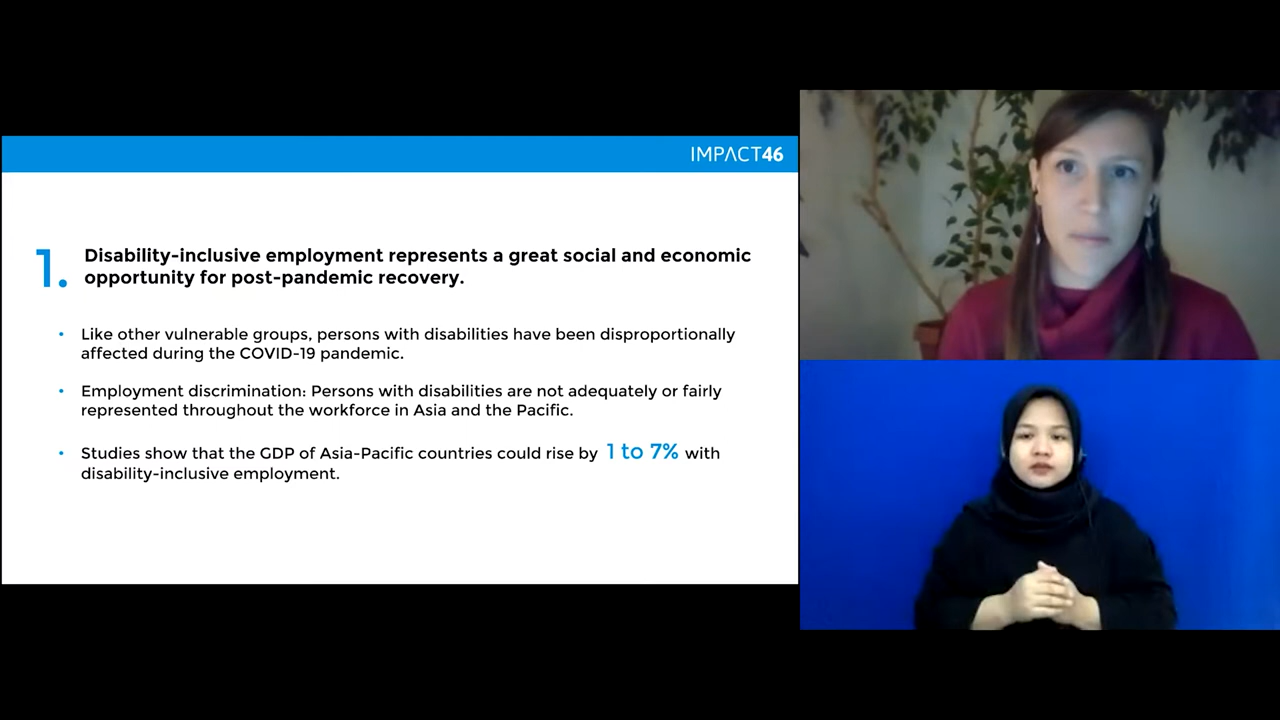 IMPACT46
1. Disability-inclusive employment represents a great social and economic
opportunity for post-pandemic recovery.
• Like other vulnerable groups, persons with disabilities have been disproportionally
affected during the COVID-19 pandemic.
• Employment discrimination: Persons with disabilities are not adequately or fairly
represented throughout the workforce in Asia and the Pacific.
• Studies show that the GDP of Asia-Pacific countries could rise by 1 to 7% with
disability-inclusive employment.